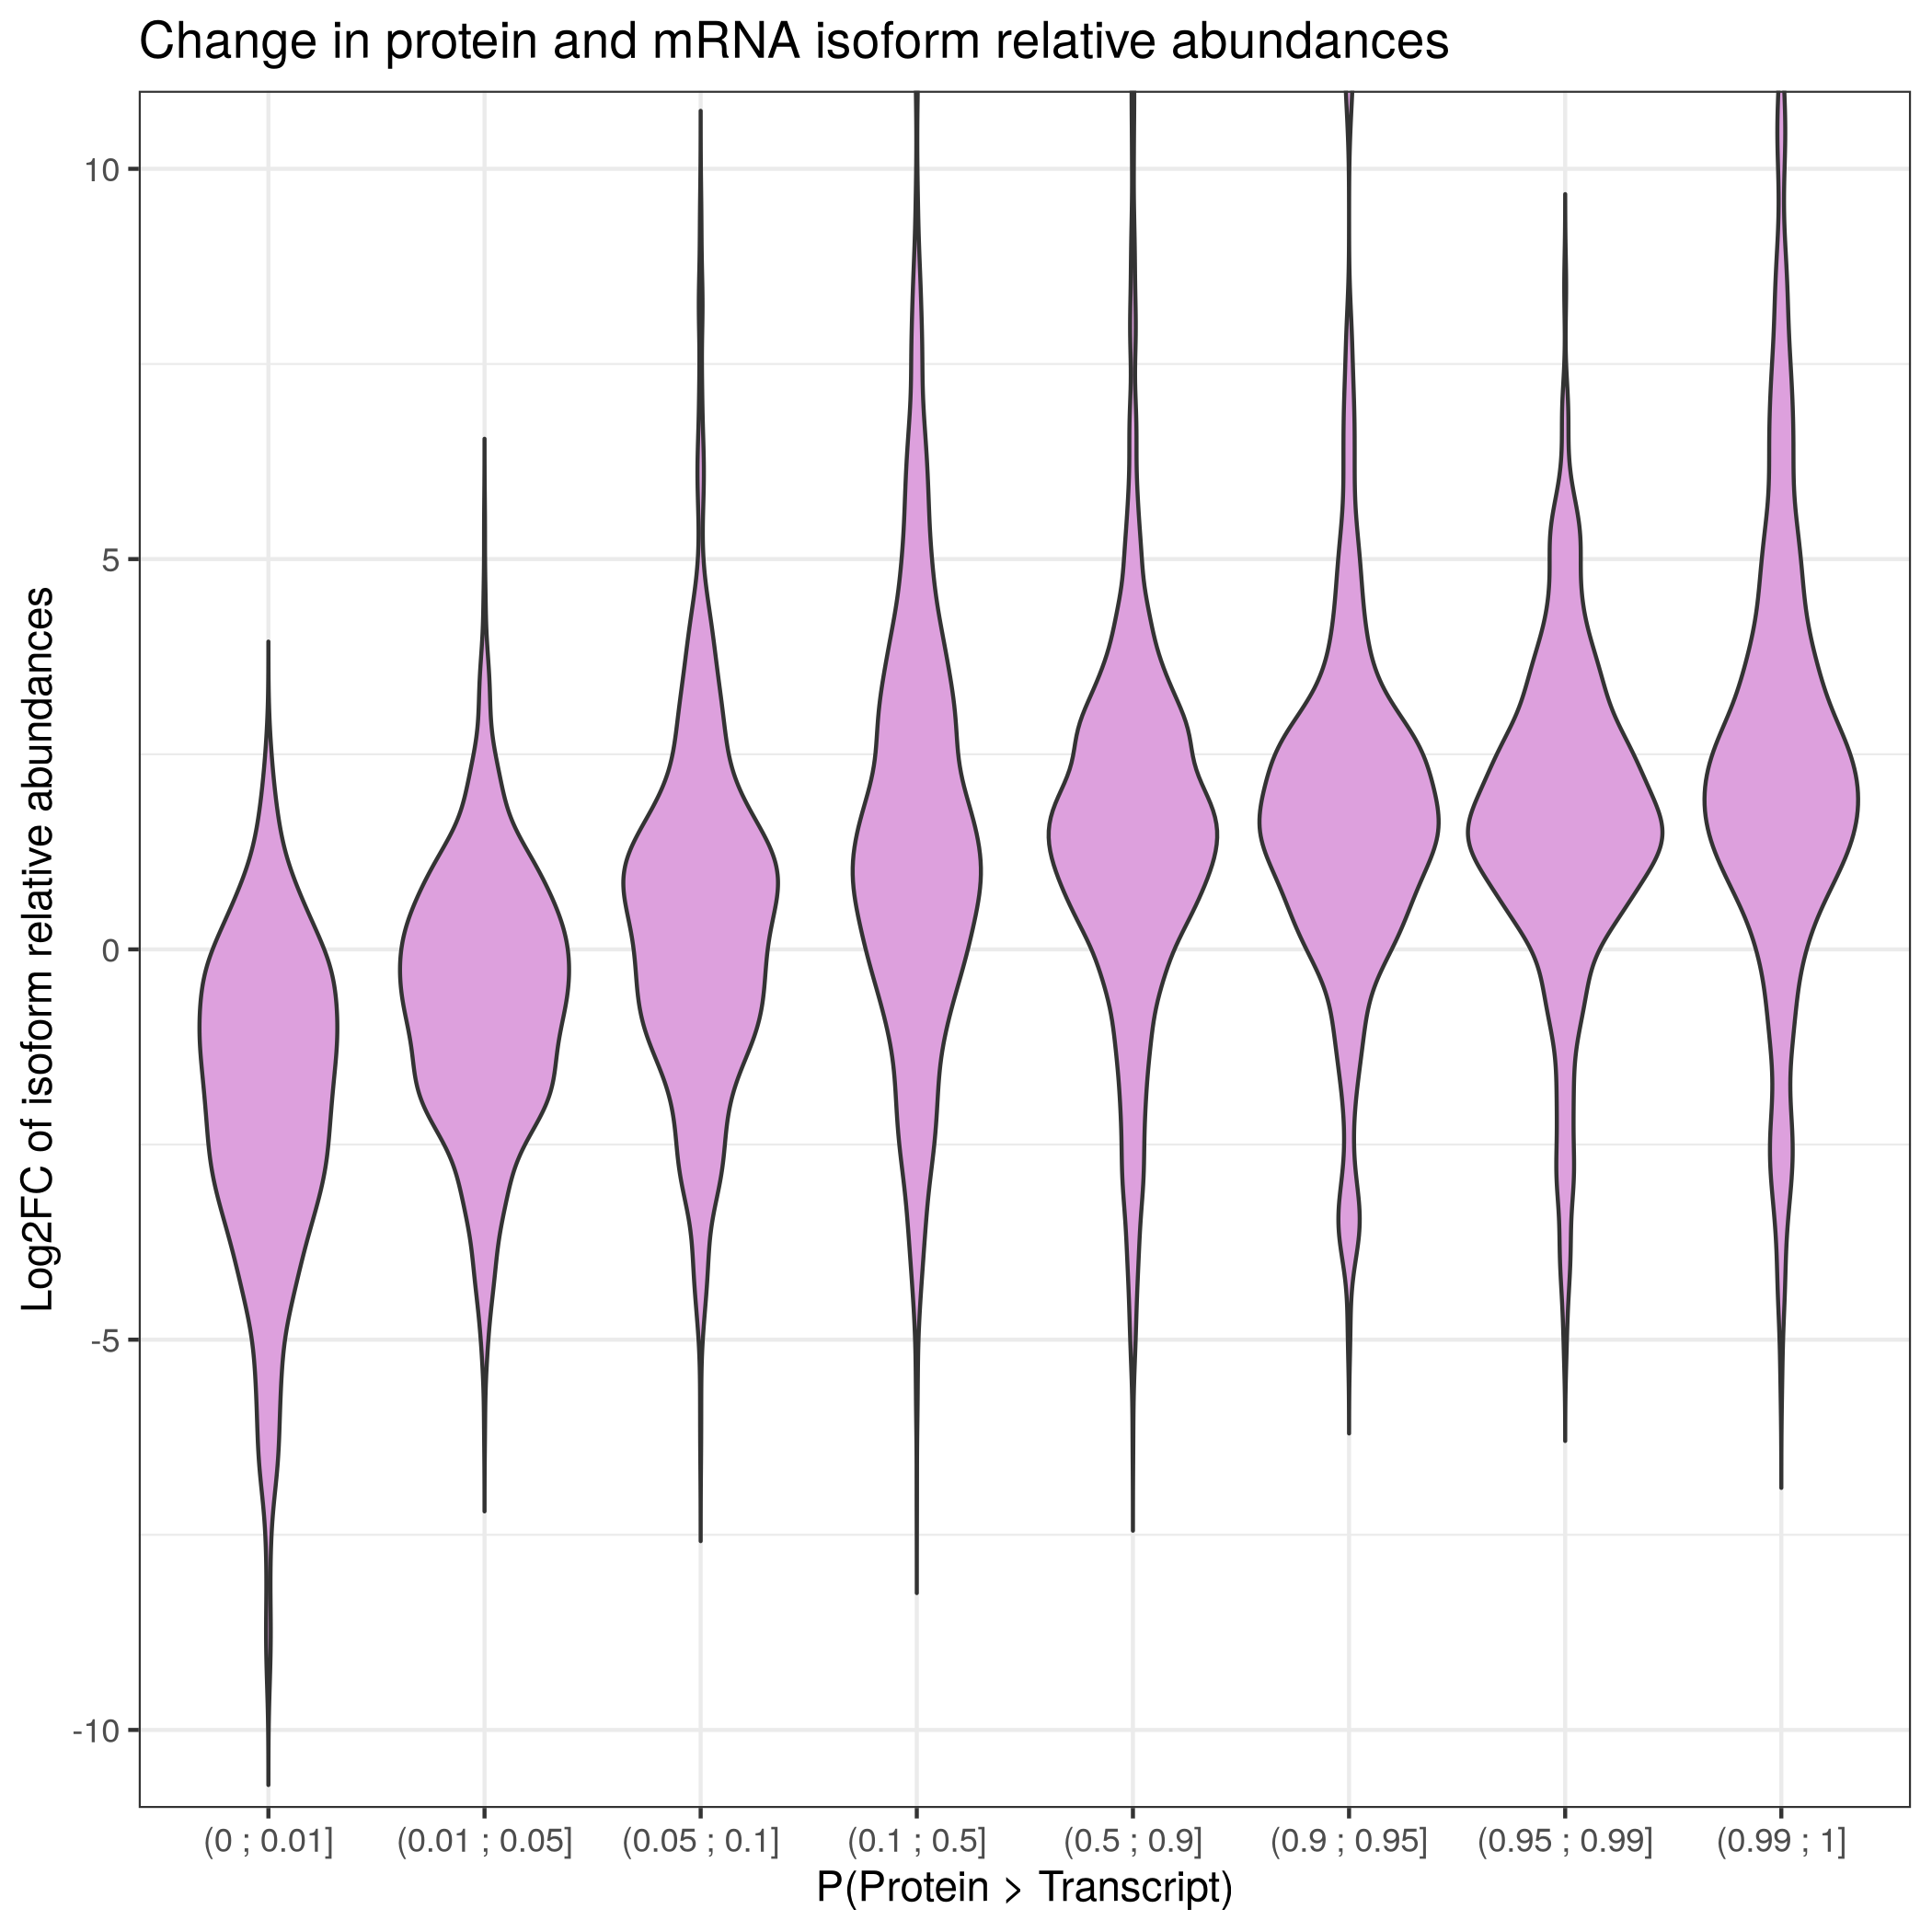 Change in protein and mRNA isoform relative abundances
Log2FC of isoform relative abundances
10
5
0
-5
-10
(0 ; 0.01]
(0.01 ; 0.05]
(0.05 ; 0.1]
(0.1 ; 0.5]
(0.5 ; 0.9]
(0.9 ; 0.95]
(0.95 ; 0.99]
(0.99 ; 1]
P(Protein > Transcript)